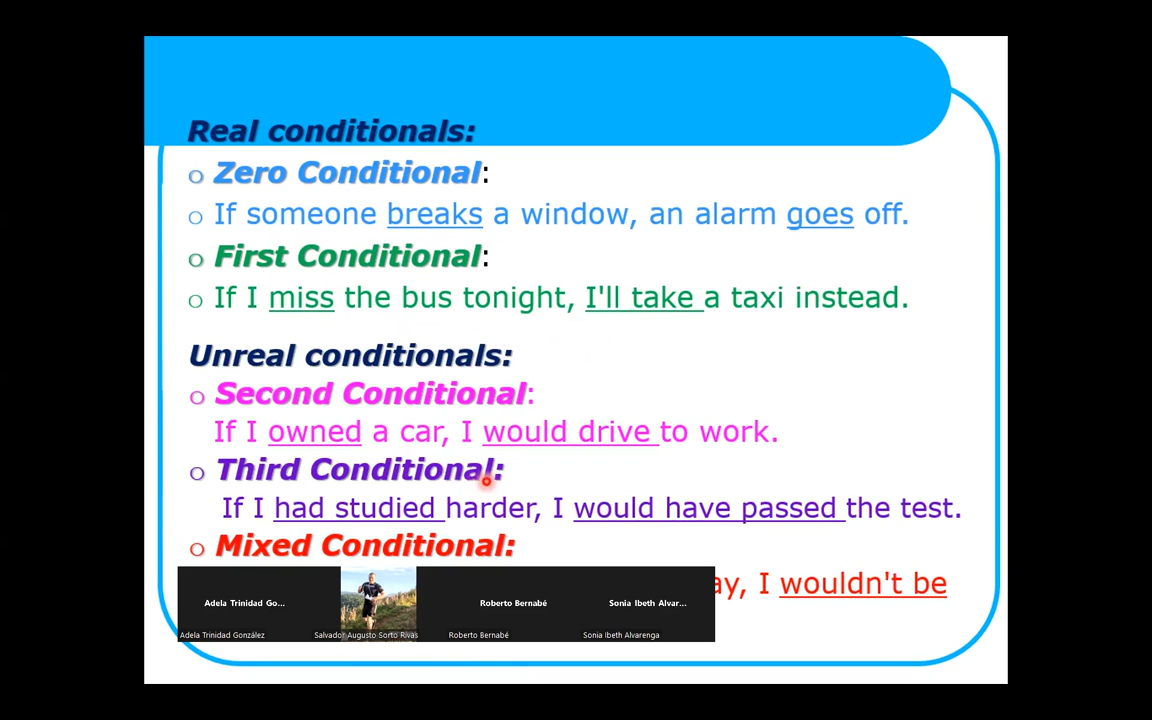 Real conditionals:
Zero Conditional:
If someone breaks a window, an alarm goes off.
First Conditional:
If I miss the bus tonight, I'll take a taxi instead.
Unreal conditionals:
Second Conditional:
If I owned a car, I would drive to work.
Third Conditional:
If I had studied harder, I would have passed the test.
Mixed Conditional:
I wouldn't be
Adela Trinidad Go... Roberto Bernabé Sonia Ibeth Alvar...
Adela Trinidad González Salvador Augusto Sorto Rivas Roberto Bernabé Sonia Ibeth Alvarenga